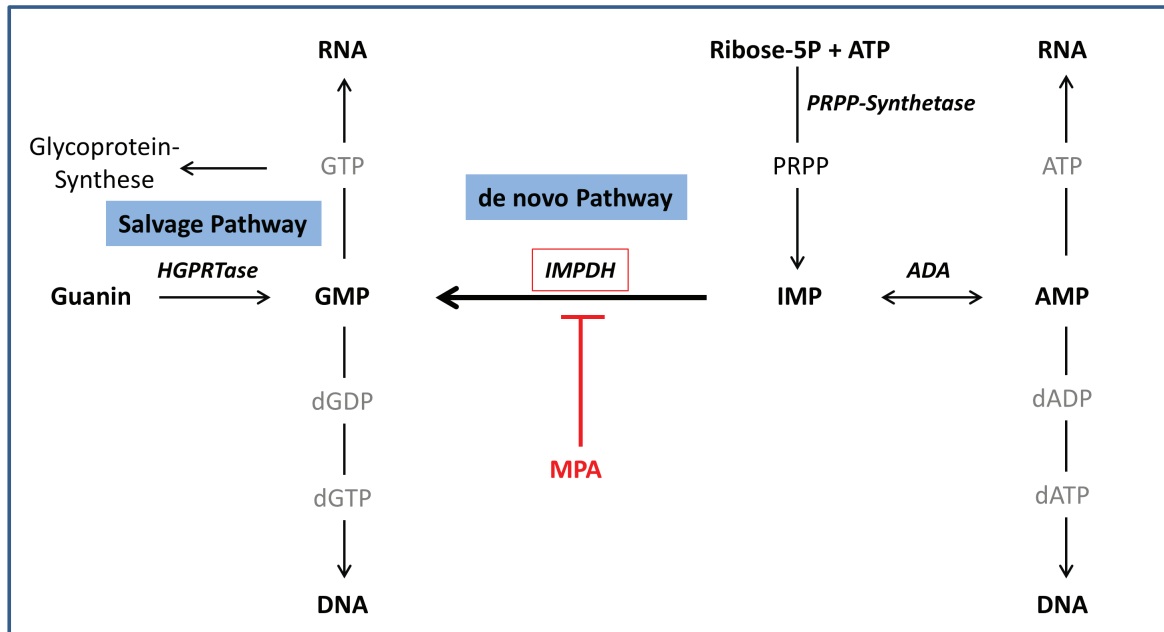 RNA
Ribose-5P + ATP
RNA
PRPP-Synthetase
Glycoprotein-
Synthese
GTP
PRPP
ATP
de novo Pathway
Salvage Pathway
HGPRTase
IMPDH
ADA
Guanin
GMP
IMP
AMP
dGDP
dADP
MPA
dGTP
dATP
DNA
DNA